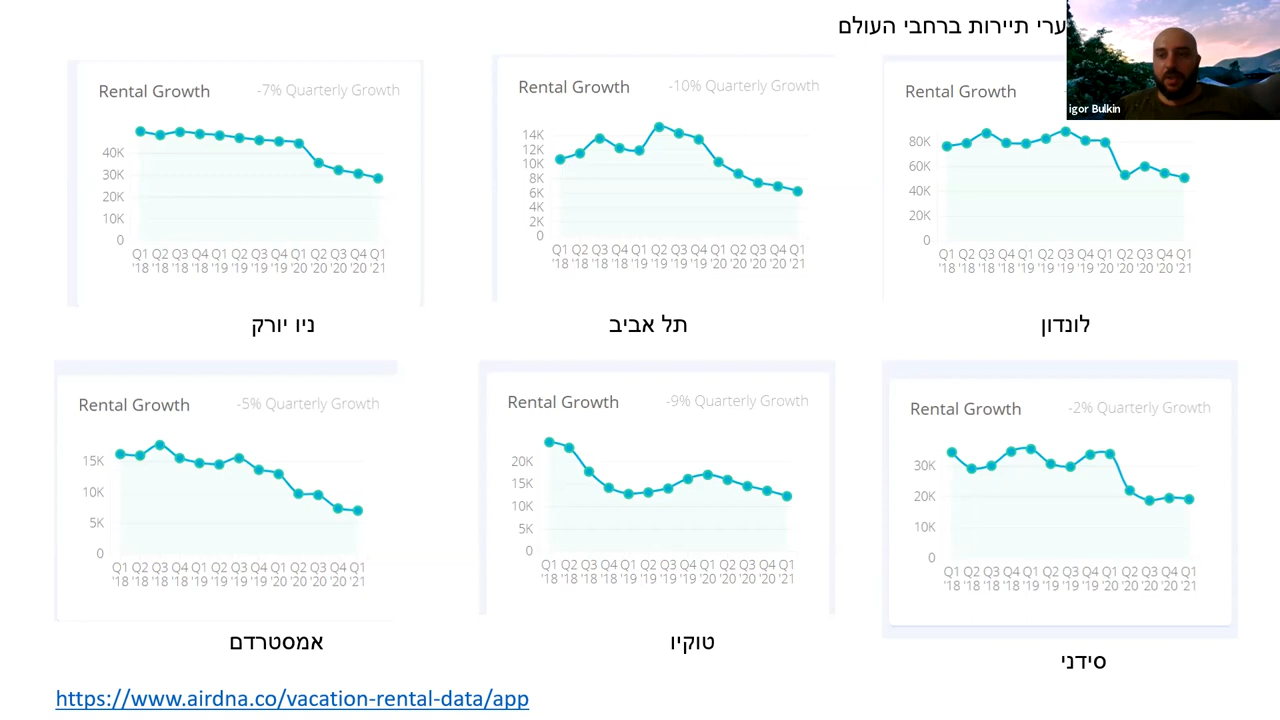 ערי תיירות ברחבי העולם
igor Bulkin
Rental Growth -7% Quarterly Growth
40K
30K
20K
10K
0
Q1 Q2 Q3 Q4 Q1 Q2 Q3 Q4 Q1 Q2 Q3 Q4 Q1
'18 '18 '18 '18 '19 '19 '19 '19 '20 '20 '20 '20 '21
ניו יורק
Rental Growth -10% Quarterly Growth
14K
12K
10K
8K
6K
4K
2K
0
Q1 Q2 Q3 Q4 Q1 Q2 Q3 Q4 Q1 Q2 Q3 Q4 Q1
'18 '18 '18 '18 '19 '19 '19 '19 '20 '20 '20 '20 '21
תל אביב
Rental Growth
80K
60K
40K
20K
0
Q1 Q2 Q3 Q4 Q1 Q2 Q3 Q4 Q1 Q2 Q3 Q4 Q1
'18 '18 '18 '18 '19 '19 '19 '19 '20 '20 '20 '20 '21
לונדון
Rental Growth -5% Quarterly Growth
15K
10K
5K
0
Q1 Q2 Q3 Q4 Q1 Q2 Q3 Q4 Q1 Q2 Q3 Q4 Q1
'18 '18 '18 '18 '19 '19 '19 '19 '20 '20 '20 '20 '21
אמסטרדם
Rental Growth -9% Quarterly Growth
20K
15K
10K
5K
0
Q1 Q2 Q3 Q4 Q1 Q2 Q3 Q4 Q1 Q2 Q3 Q4 Q1
'18 '18 '18 '18 '19 '19 '19 '19 '20 '20 '20 '20 '21
טוקיו
Rental Growth -2% Quarterly Growth
30K
20K
10K
0
Q1 Q2 Q3 Q4 Q1 Q2 Q3 Q4 Q1 Q2 Q3 Q4 Q1
'18 '18 '18 '18 '19 '19 '19 '19 '20 '20 '20 '20 '21
סידני
https://www.airdna.co/vacation-rental-data/app